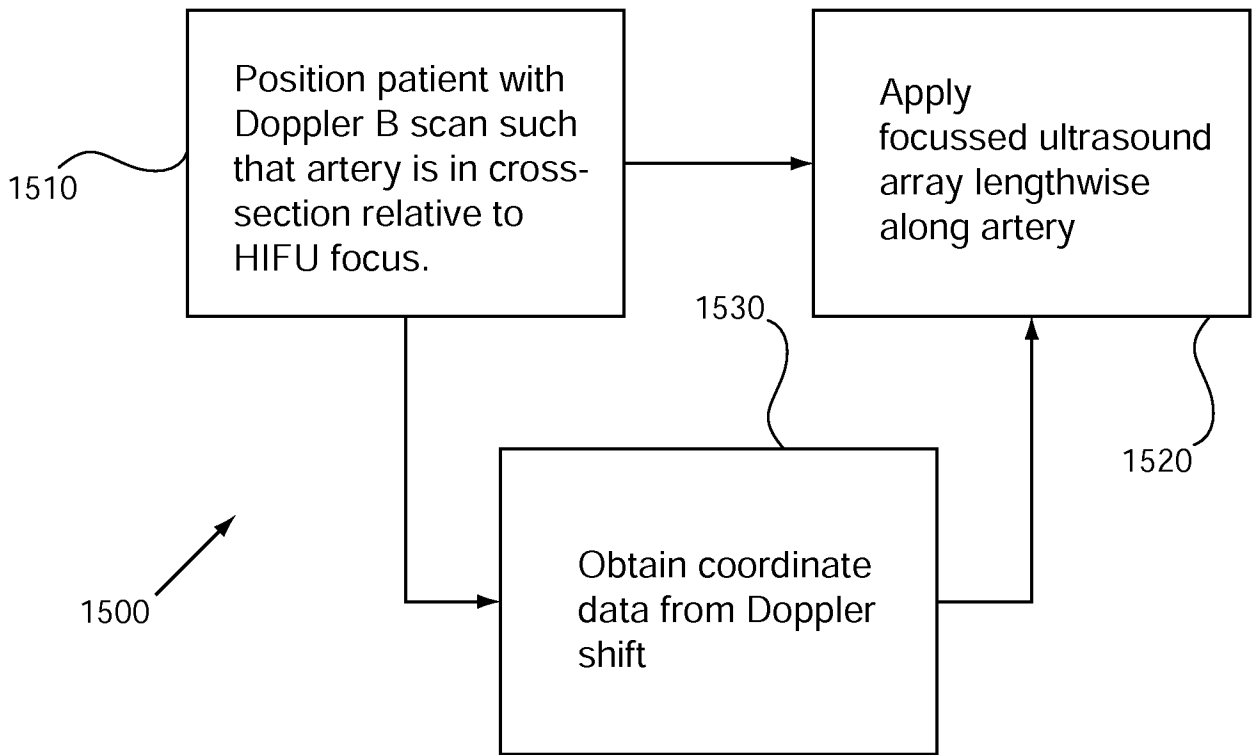 Position patient with
Doppler B scan such
that artery is in cross-
section relative to
HIFU focus.
1510
Apply
focussed ultrasound
array lengthwise
along artery
1520
1530
Obtain coordinate
data from Doppler
shift
1500